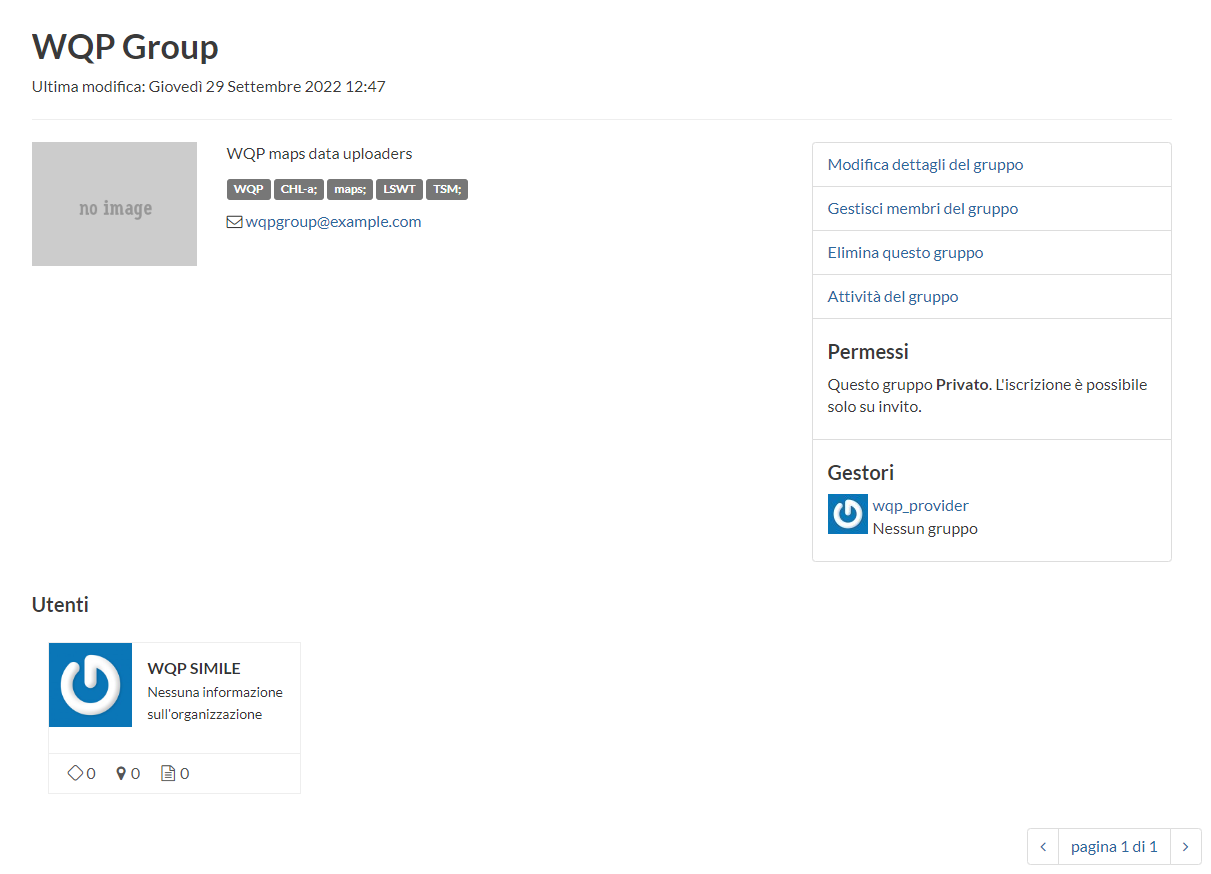 WQP Group
Ultima modifica: Giovedì 29 Settembre 2022 12:47
no image
WQP maps data uploaders
WQP CHL-a; maps; LSWT TSM;
wqpgroup@example.com
Modifica dettagli del gruppo
Gestisci membri del gruppo
Elimina questo gruppo
Attività del gruppo
Permessi
Questo gruppo Privato. L'iscrizione è possibile
solo su invito.
Gestori
wqp_provider
Nessun gruppo
Utenti
WQP SIMILE
Nessuna informazione
sull'organizzazione
0 0 0
pagina 1 di 1